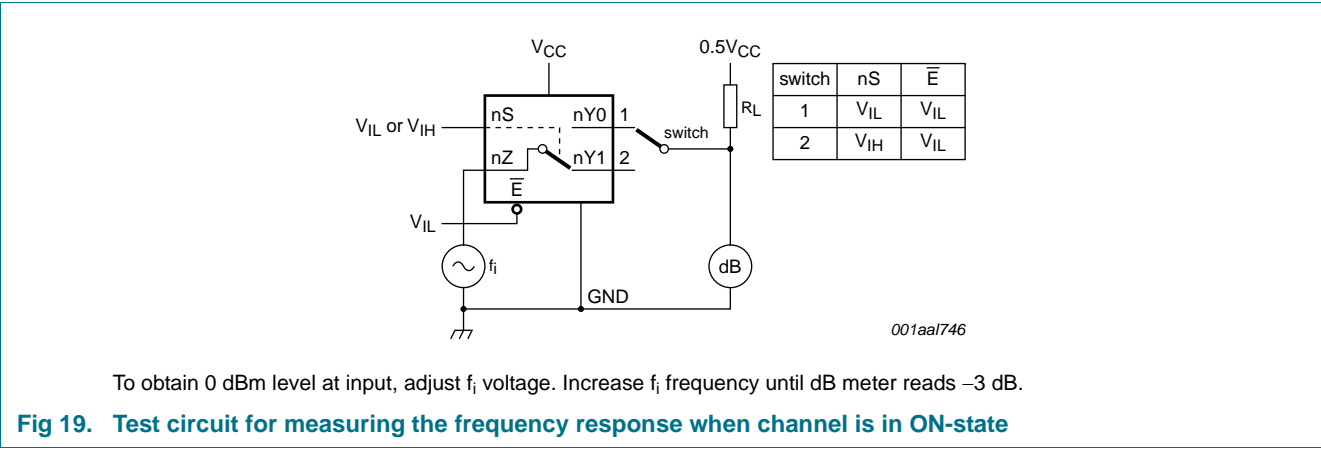 VCC
0.5VCC
switch nS E̅
1 VIL VIL
2 VIH VIL
RL
nS
nY0
1
VIL or VIH
switch
nZ
nY1
2
E̅
VIL
fi
dB
GND
001aal746
To obtain 0 dBm level at input, adjust fi voltage. Increase fi frequency until dB meter reads −3 dB.
Fig 19. Test circuit for measuring the frequency response when channel is in ON-state